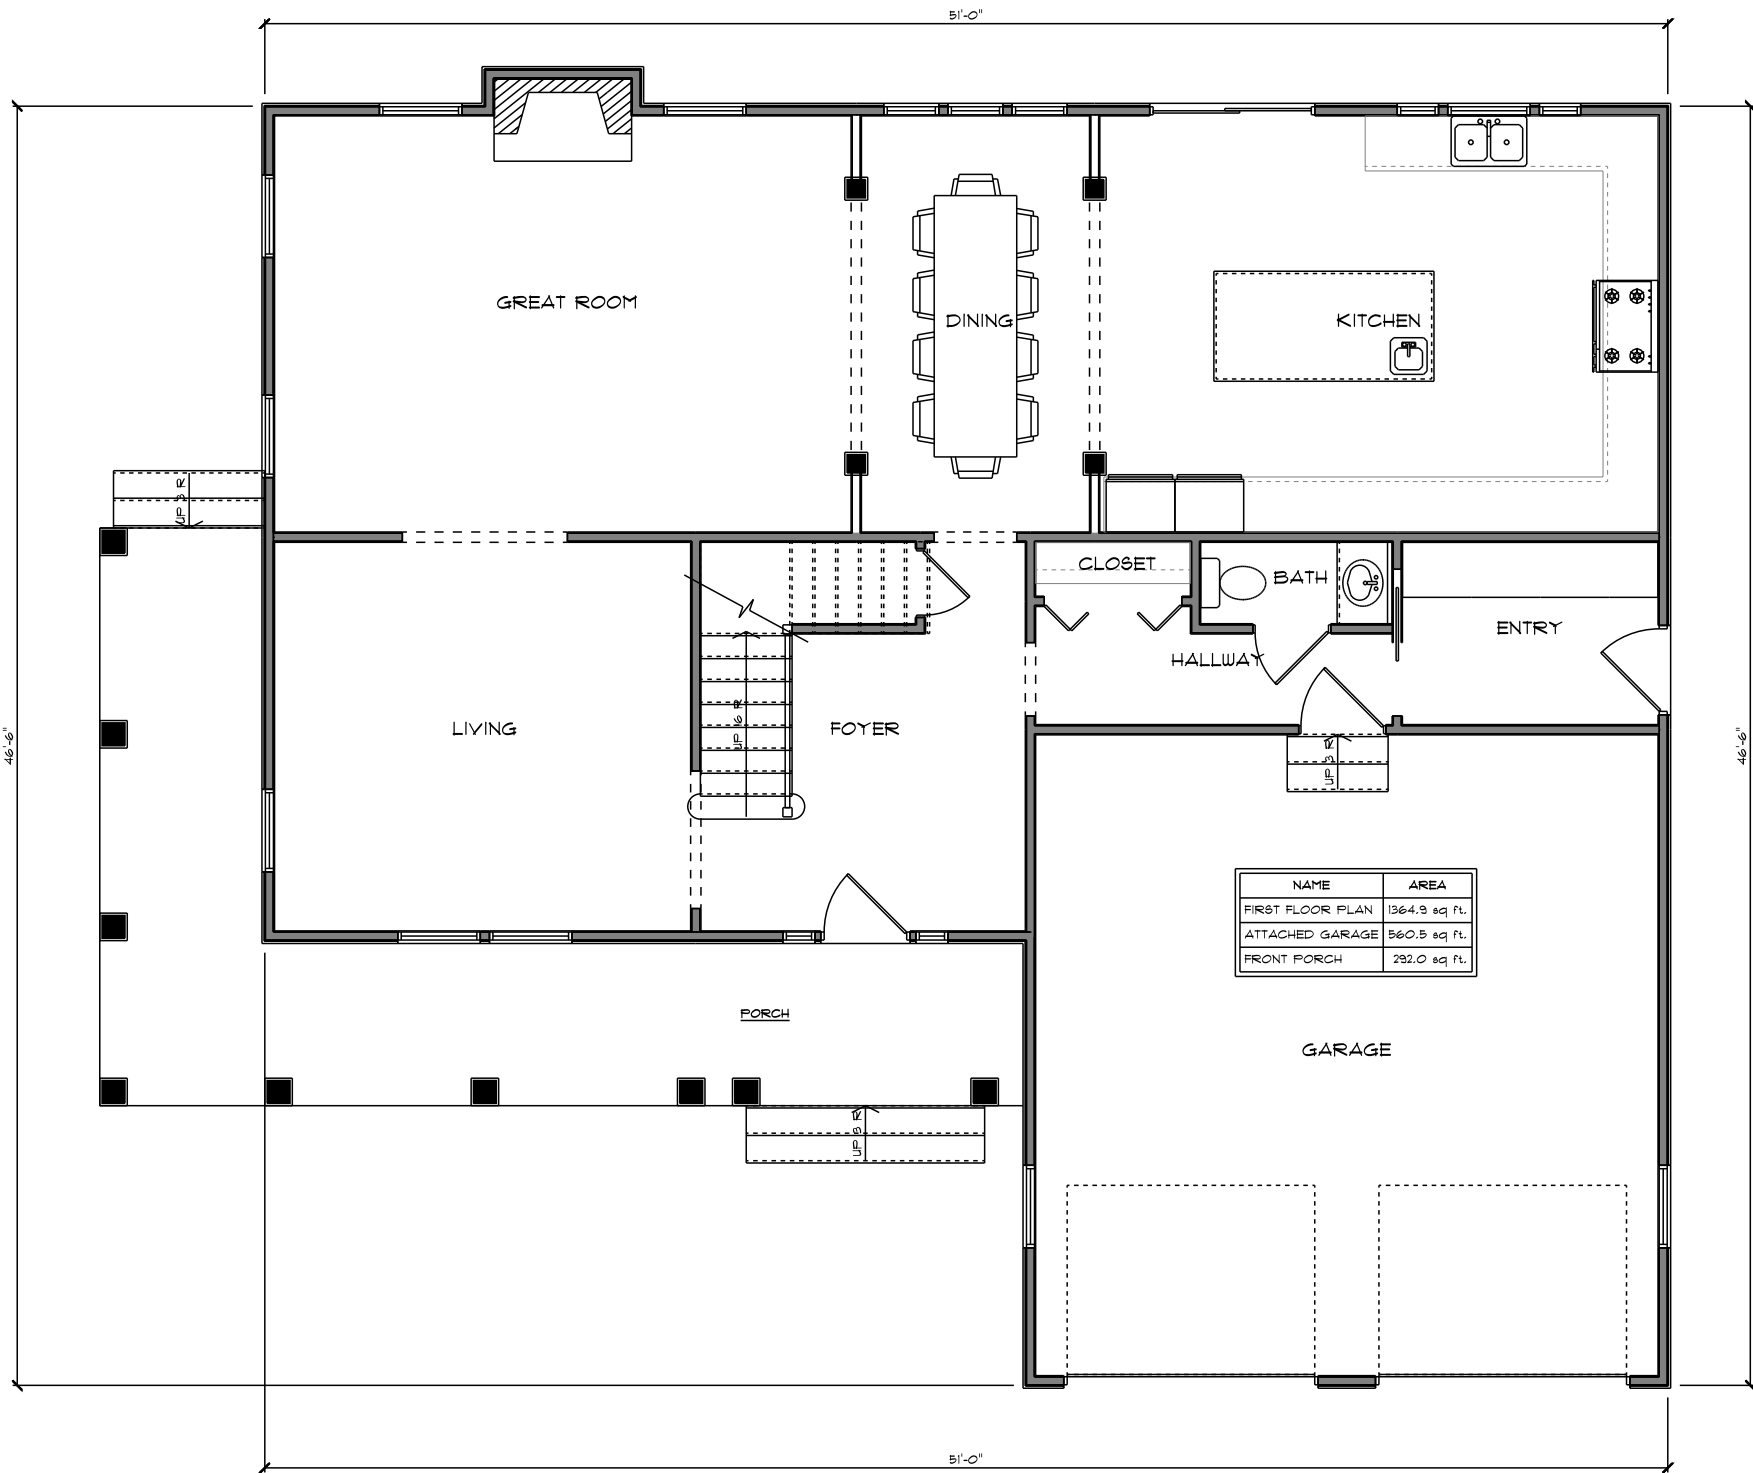 51'-0"
GREAT ROOM
DINING
KITCHEN
UP 3 R
CLOSET
BATH
ENTRY
HALLWAY
LIVING
UP 16 R
FOYER
46'-6"
46'-6"
UP 3 R
NAME AREA
FIRST FLOOR PLAN 1364.9 sq ft.
ATTACHED GARAGE 560.5 sq ft.
FRONT PORCH 292.0 sq ft.
PORCH
GARAGE
UP 3 R
51'-0"